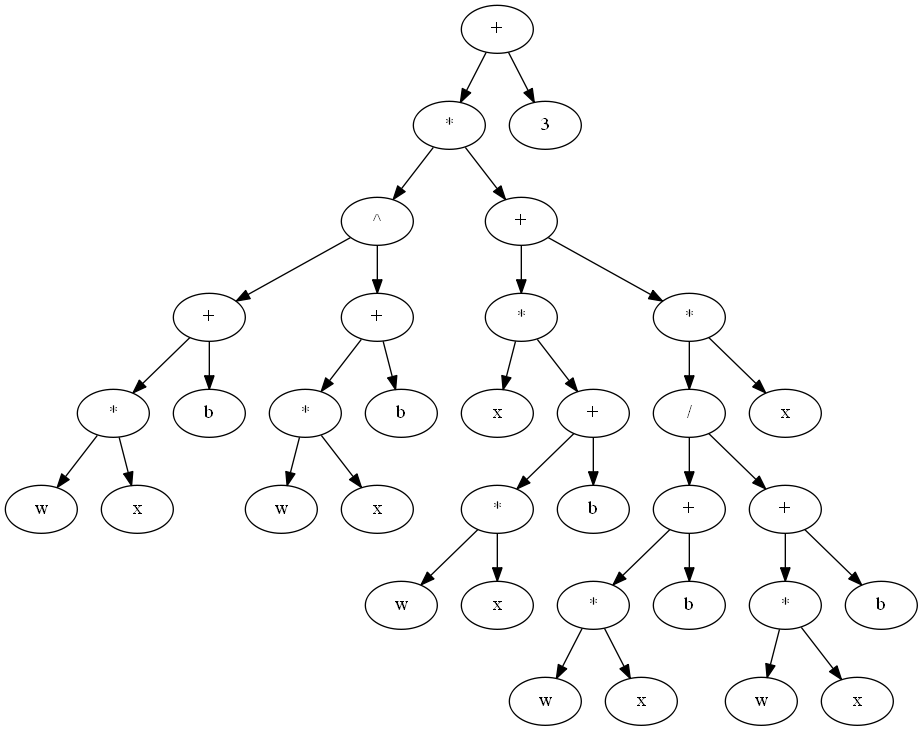 +
* 3
^ +
+ + * *
* b * b x + / x
w x w x * b + +
w x * b * b
w x w x